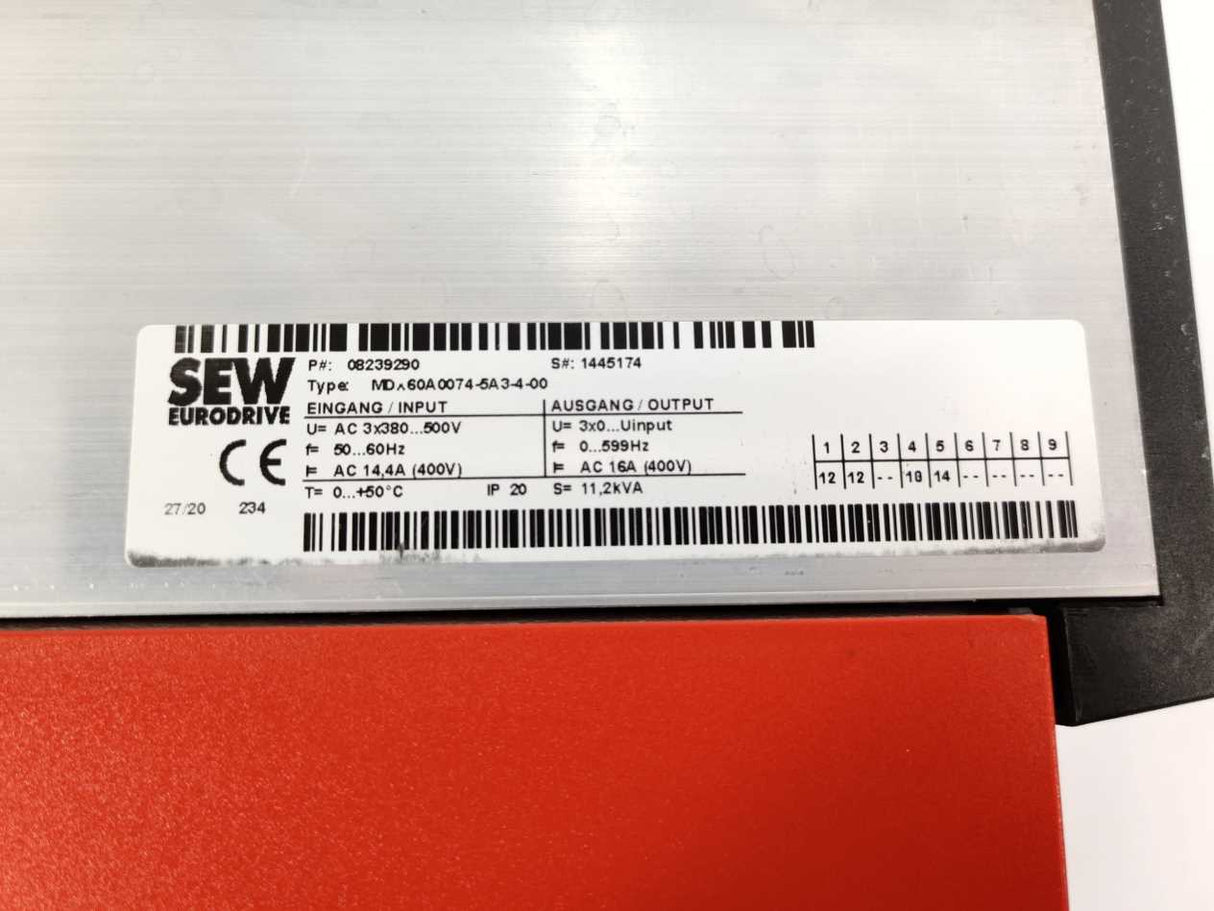 SEW
EURODRIVE
P#: 08239290 S#: 1445174
Type: MD^60A0074-5A3-4-00
EINGANG / INPUT AUSGANG / OUTPUT
U= AC 3x380...500V U= 3x0...Uinput
f= 50...60Hz f= 0...599Hz
I= AC 14,4A (400V) I= AC 16A (400V)
T= 0...+50°C IP 20 S= 11,2kVA
1 2 3 4 5 6 7 8 9
12 12 -- 10 14 -- -- -- --
CE
27/20 234